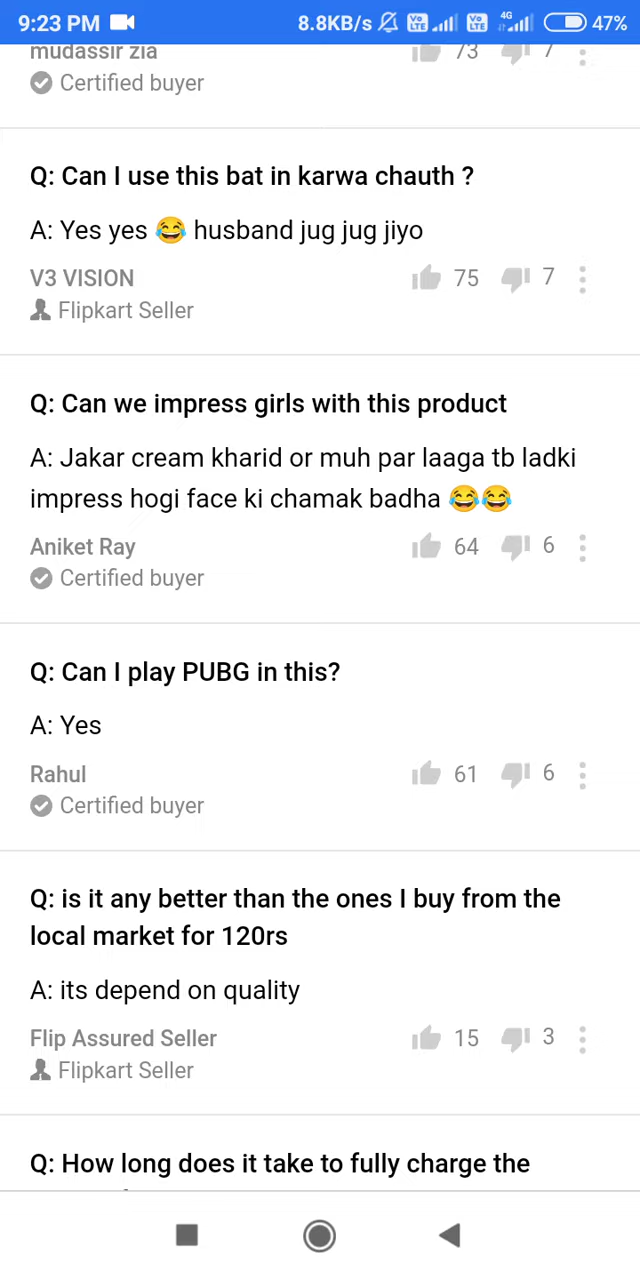 9:23 PM 8.8KB/s VoLTE VoLTE 4G 47%
mudassir zia 73 7
Certified buyer
Q: Can I use this bat in karwa chauth ?
A: Yes yes 😂 husband jug jug jiyo
V3 VISION 75 7
Flipkart Seller
Q: Can we impress girls with this product
A: Jakar cream kharid or muh par laaga tb ladki
impress hogi face ki chamak badha 😂😂
Aniket Ray 64 6
Certified buyer
Q: Can I play PUBG in this?
A: Yes
Rahul 61 6
Certified buyer
Q: is it any better than the ones I buy from the
local market for 120rs
A: its depend on quality
Flip Assured Seller 15 3
Flipkart Seller
Q: How long does it take to fully charge the